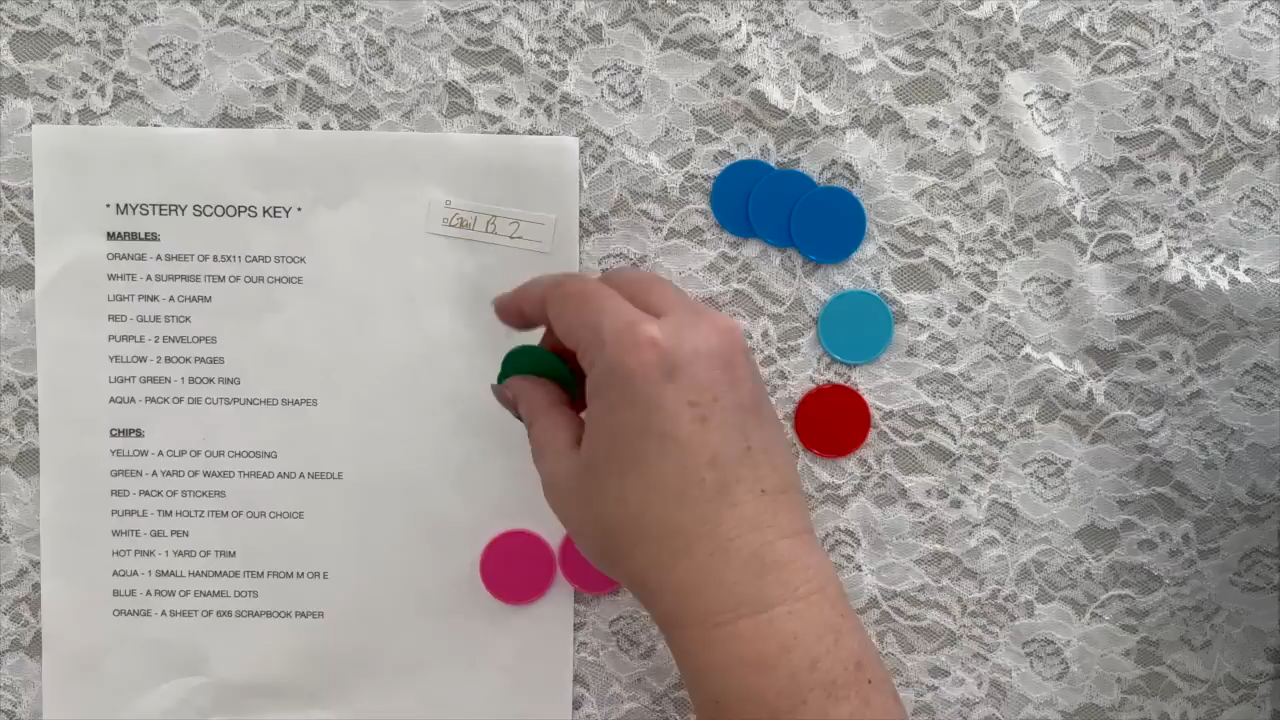 * MYSTERY SCOOPS KEY *
Gail B. 2
MARBLES:
ORANGE - A SHEET OF 8.5X11 CARD STOCK
WHITE - A SURPRISE ITEM OF OUR CHOICE
LIGHT PINK - A CHARM
RED - GLUE STICK
PURPLE - 2 ENVELOPES
YELLOW - 2 BOOK PAGES
LIGHT GREEN - 1 BOOK RING
AQUA - PACK OF DIE CUTS/PUNCHED SHAPES
CHIPS:
YELLOW - A CLIP OF OUR CHOOSING
GREEN - A YARD OF WAXED THREAD AND A NEEDLE
RED - PACK OF STICKERS
PURPLE - TIM HOLTZ ITEM OF OUR CHOICE
WHITE - GEL PEN
HOT PINK - 1 YARD OF TRIM
AQUA - 1 SMALL HANDMADE ITEM FROM M OR E
BLUE - A ROW OF ENAMEL DOTS
ORANGE - A SHEET OF 6X6 SCRAPBOOK PAPER